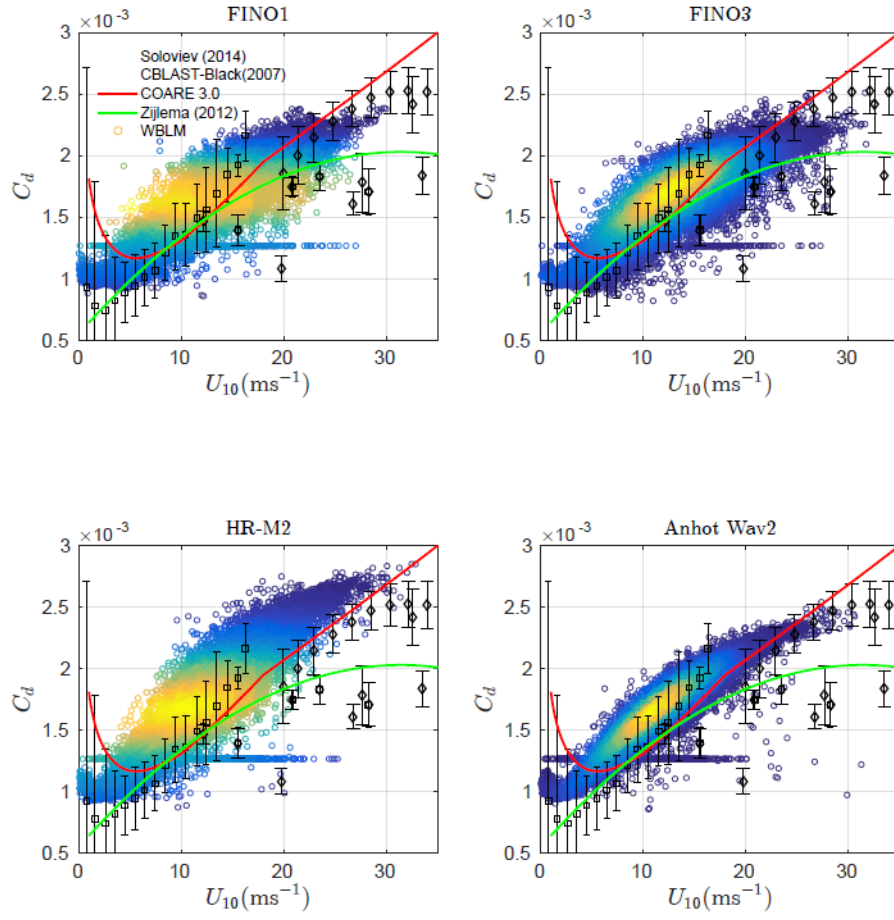 FINO1
×10⁻³
3
2.5
2
1.5
1
0.5
C_d
0
10
20
30
U₁₀(ms⁻¹)
Soloviev (2014)
CBLAST-Black(2007)
COARE 3.0
Zijlema (2012)
WBLM
FINO3
×10⁻³
3
2.5
2
1.5
1
0.5
C_d
0
10
20
30
U₁₀(ms⁻¹)
HR-M2
×10⁻³
3
2.5
2
1.5
1
0.5
C_d
0
10
20
30
U₁₀(ms⁻¹)
Anhot Wav2
×10⁻³
3
2.5
2
1.5
1
0.5
C_d
0
10
20
30
U₁₀(ms⁻¹)